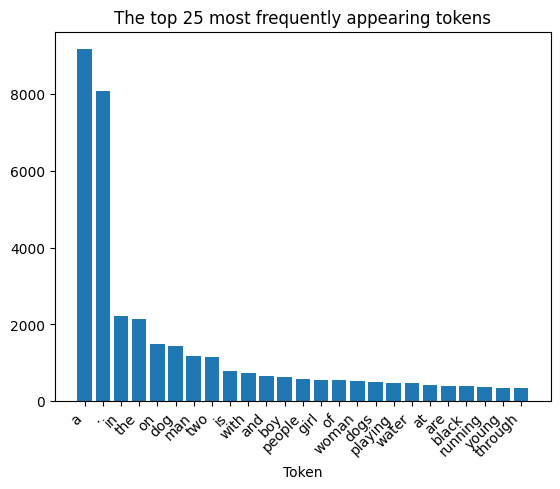 The top 25 most frequently appearing tokens
8000
6000
4000
2000
0
a
.
in
the
on
dog
man
two
is
with
and
boy
people
girl
of
woman
dogs
playing
water
at
are
black
running
young
through
Token